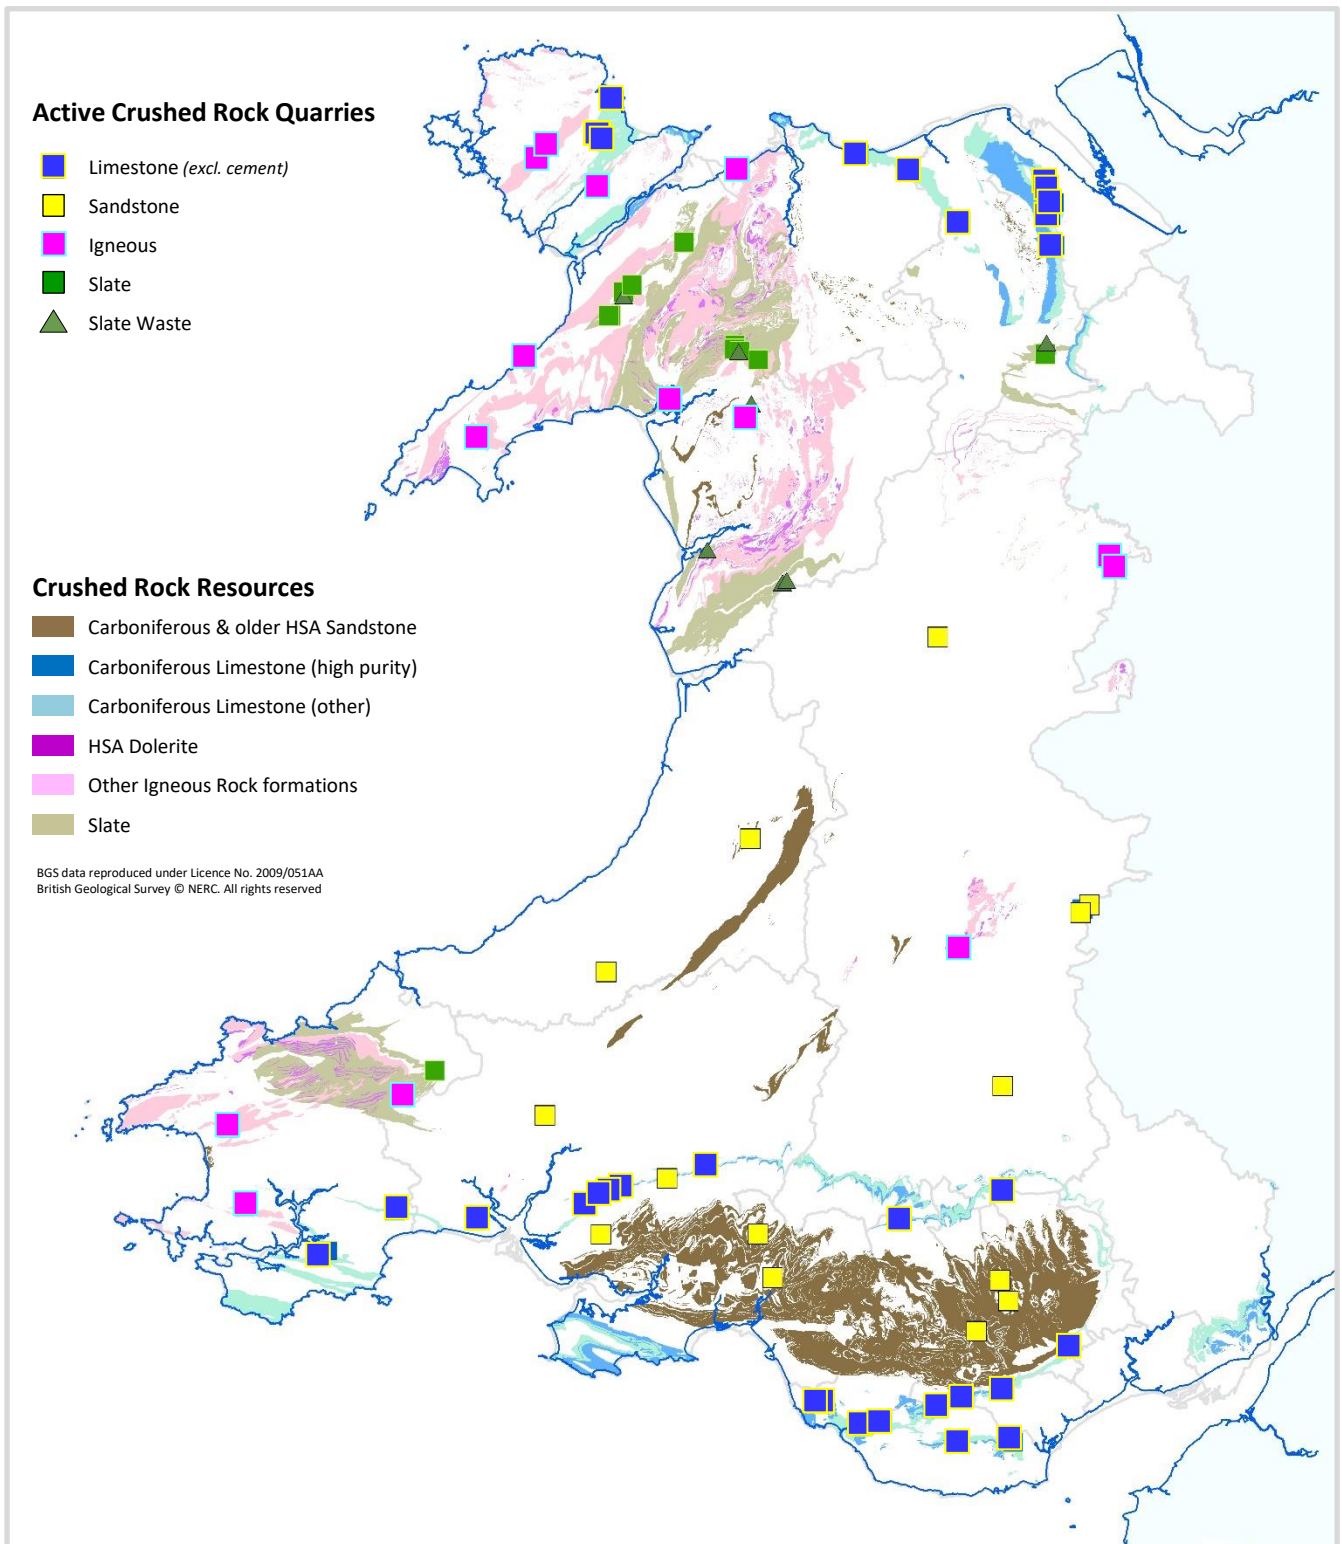 Active Crushed Rock Quarries
Limestone (excl. cement)
Sandstone
Igneous
Slate
Slate Waste
Crushed Rock Resources
Carboniferous & older HSA Sandstone
Carboniferous Limestone (high purity)
Carboniferous Limestone (other)
HSA Dolerite
Other Igneous Rock formations
Slate
BGS data reproduced under Licence No. 2009/051AA
British Geological Survey © NERC. All rights reserved